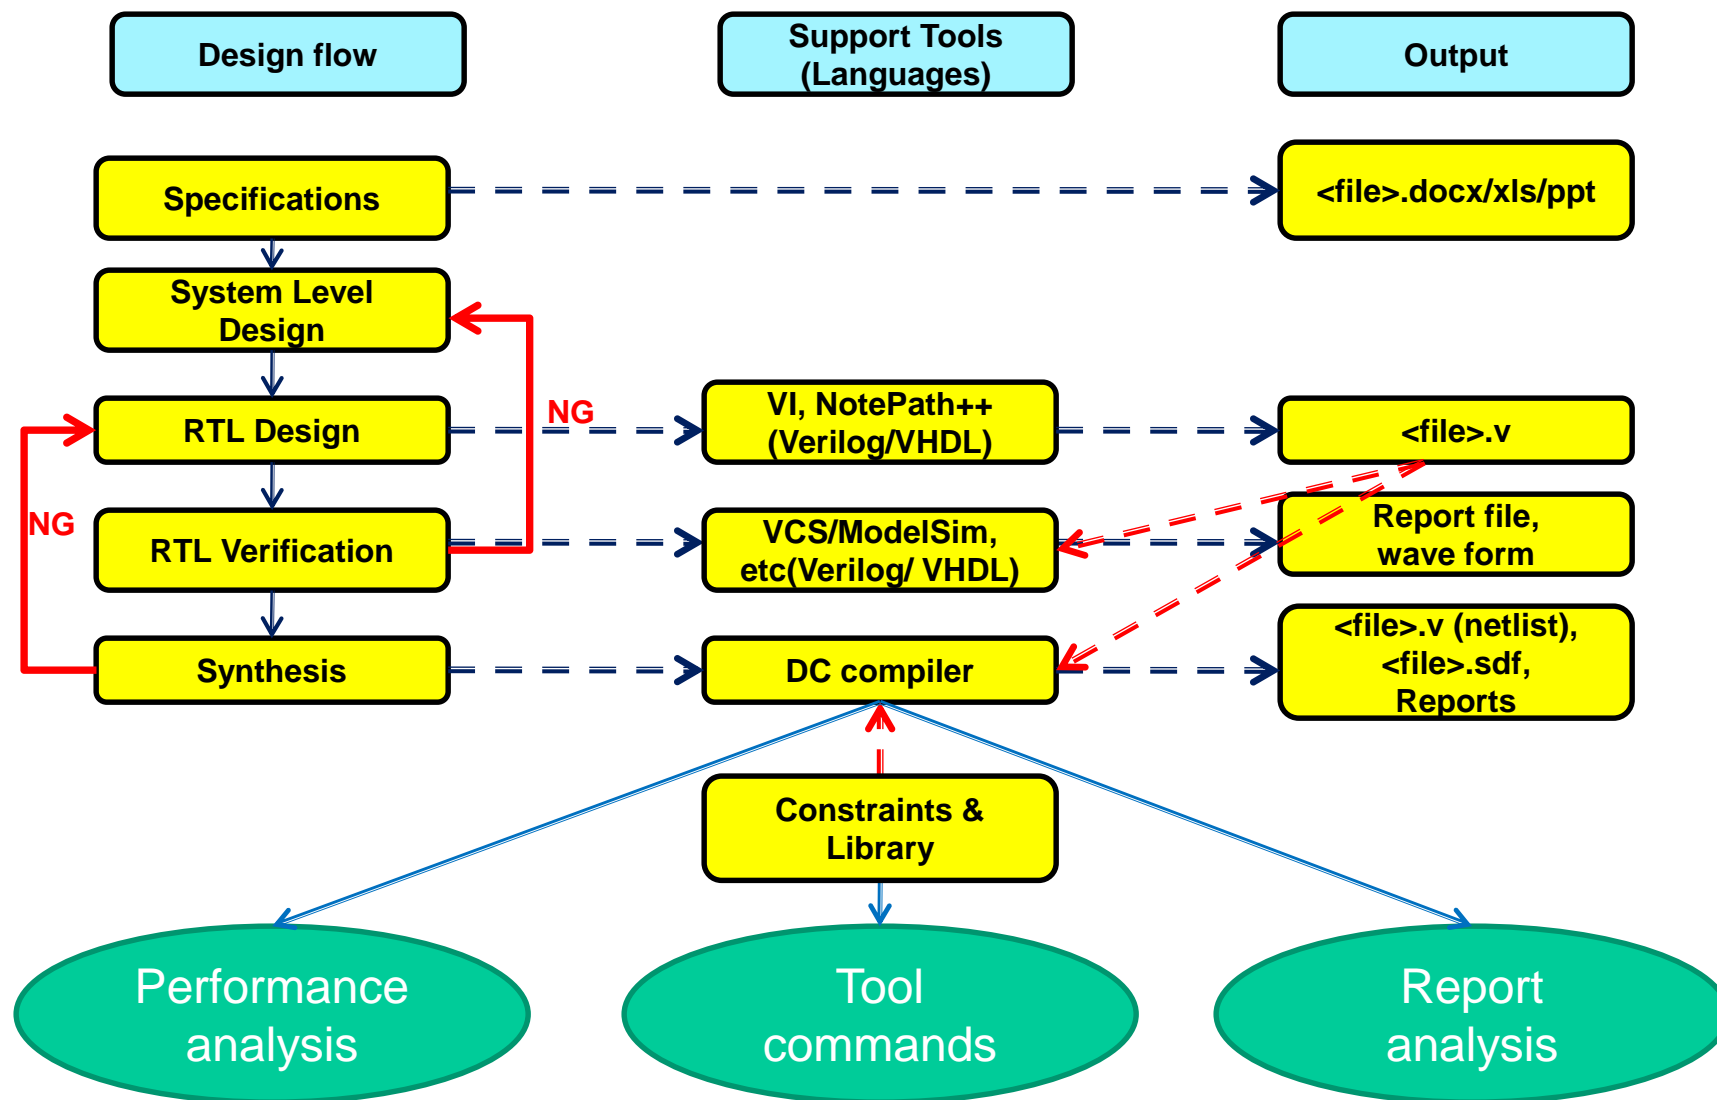 Design flow
Support Tools
(Languages)
Output
Specifications
<file>.docx/xls/ppt
System Level
Design
NG
RTL Design
VI, NotePath++
(Verilog/VHDL)
<file>.v
NG
RTL Verification
VCS/ModelSim,
etc(Verilog/ VHDL)
Report file,
wave form
Synthesis
DC compiler
<file>.v (netlist),
<file>.sdf,
Reports
Constraints &
Library
Performance
analysis
Tool
commands
Report
analysis